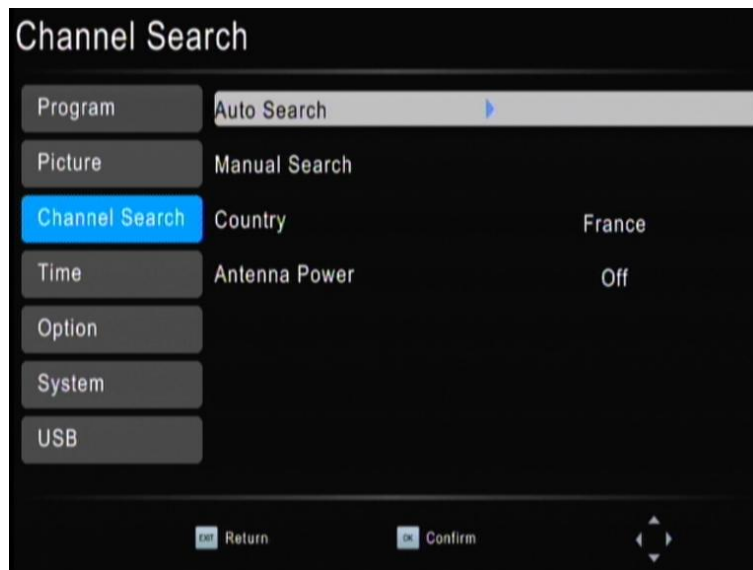 Channel Search
Program
Auto Search
Picture
Manual Search
Channel Search
Country
France
Time
Antenna Power
Off
Option
System
USB
EXIT Return
OK Confirm